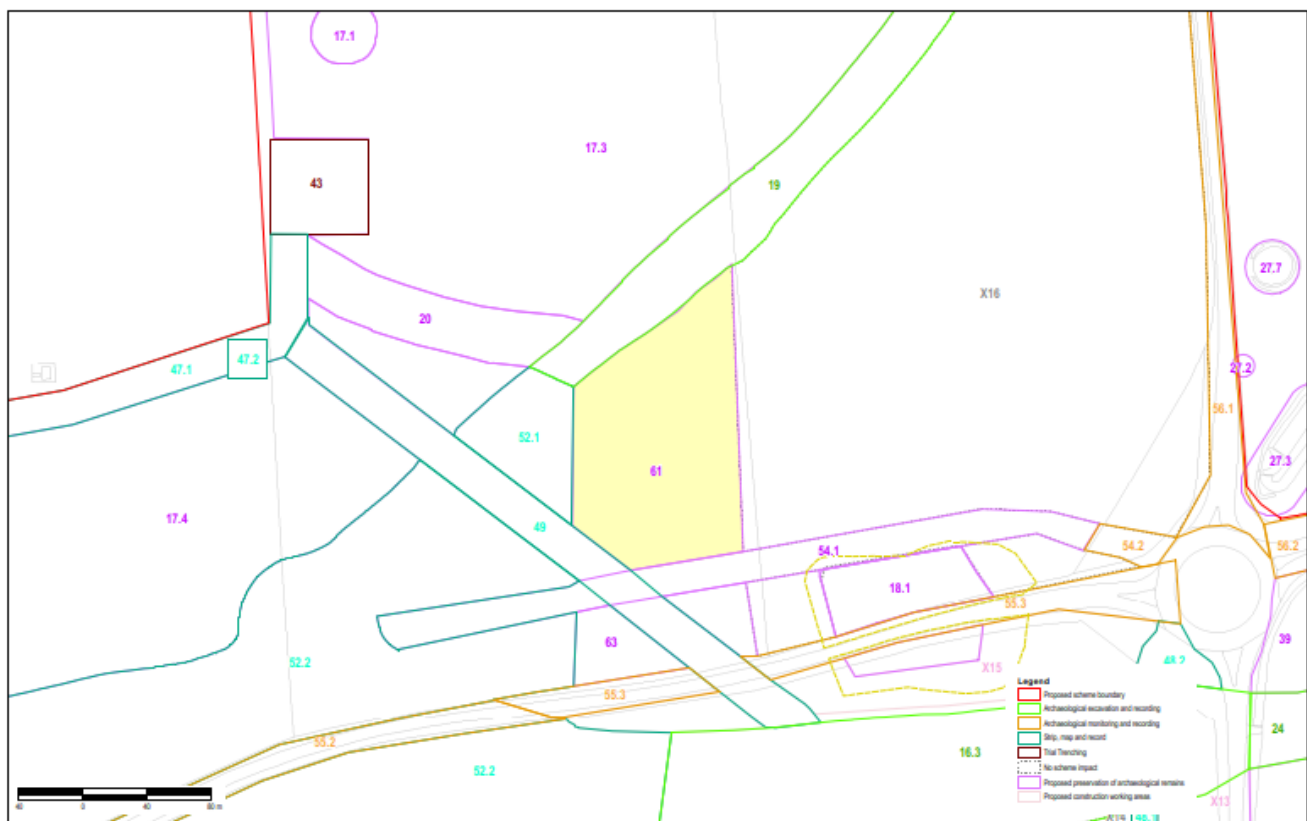 17.1
17.3
43
19
27.7
X16
20
47.2
47.1
27.2
56.1
52.1
61
27.3
17.4
49
54.1
54.2
56.2
18.1
55.3
63
39
52.2
X15
48.2
55.3
Legend
Proposed scheme boundary
Archaeological excavation and recording
Archaeological monitoring and recording
Strip, map and record
Trial Trenching
No scheme impact
Proposed preservation of archaeological remains
Proposed construction working areas
24
55.2
16.3
52.2
40 0 40 80 m
X13